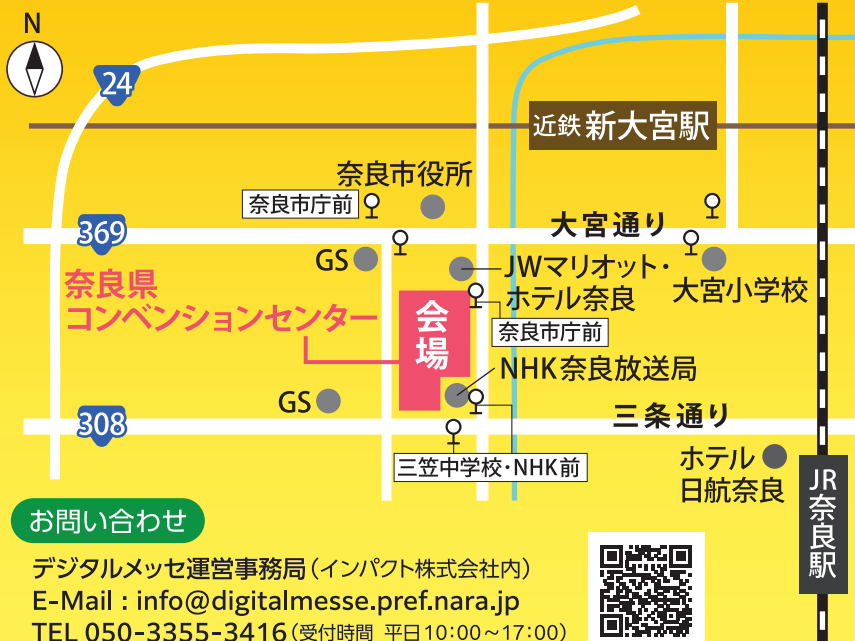 N
24
近鉄 新大宮駅
奈良市役所
奈良市庁前
369
大宮通り
GS
JWマリオット・
ホテル奈良
大宮小学校
奈良県
コンベンションセンター
会場
奈良市庁前
NHK奈良放送局
GS
308
三条通り
三笠中学校・NHK前
ホテル
日航奈良
JR奈良駅
お問い合わせ
デジタルメッセ運営事務局(インパクト株式会社内)
E-Mail : info@digitalmesse.pref.nara.jp
TEL 050-3355-3416(受付時間 平日10:00～17:00)